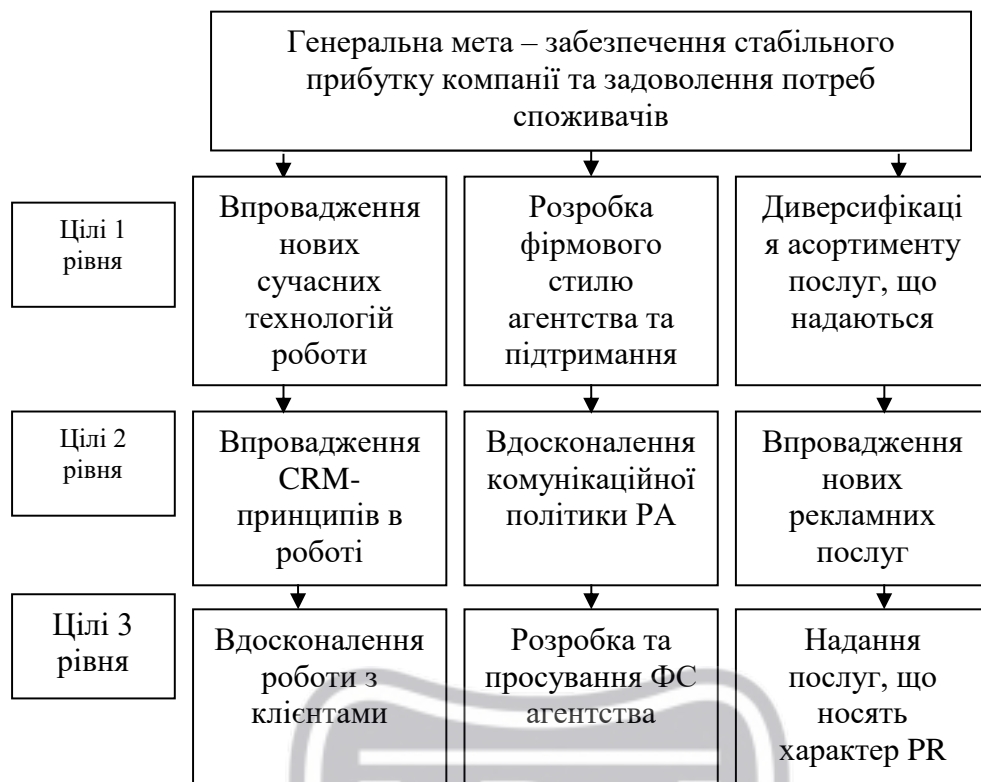 Генеральна мета – забезпечення стабільного
прибутку компанії та задоволення потреб
споживачів
Цілі 1
рівня
Впровадження
нових
сучасних
технологій
роботи
Розробка
фірмового
стилю
агентства та
підтримання
Диверсифікаці
я асортименту
послуг, що
надаються
Цілі 2
рівня
Впровадження
CRM-
принципів в
роботі
Вдосконалення
комунікаційної
політики РА
Впровадження
нових
рекламних
послуг
Цілі 3
рівня
Вдосконалення
роботи з
клієнтами
Розробка та
просування ФС
агентства
Надання
послуг, що
носять
характер PR